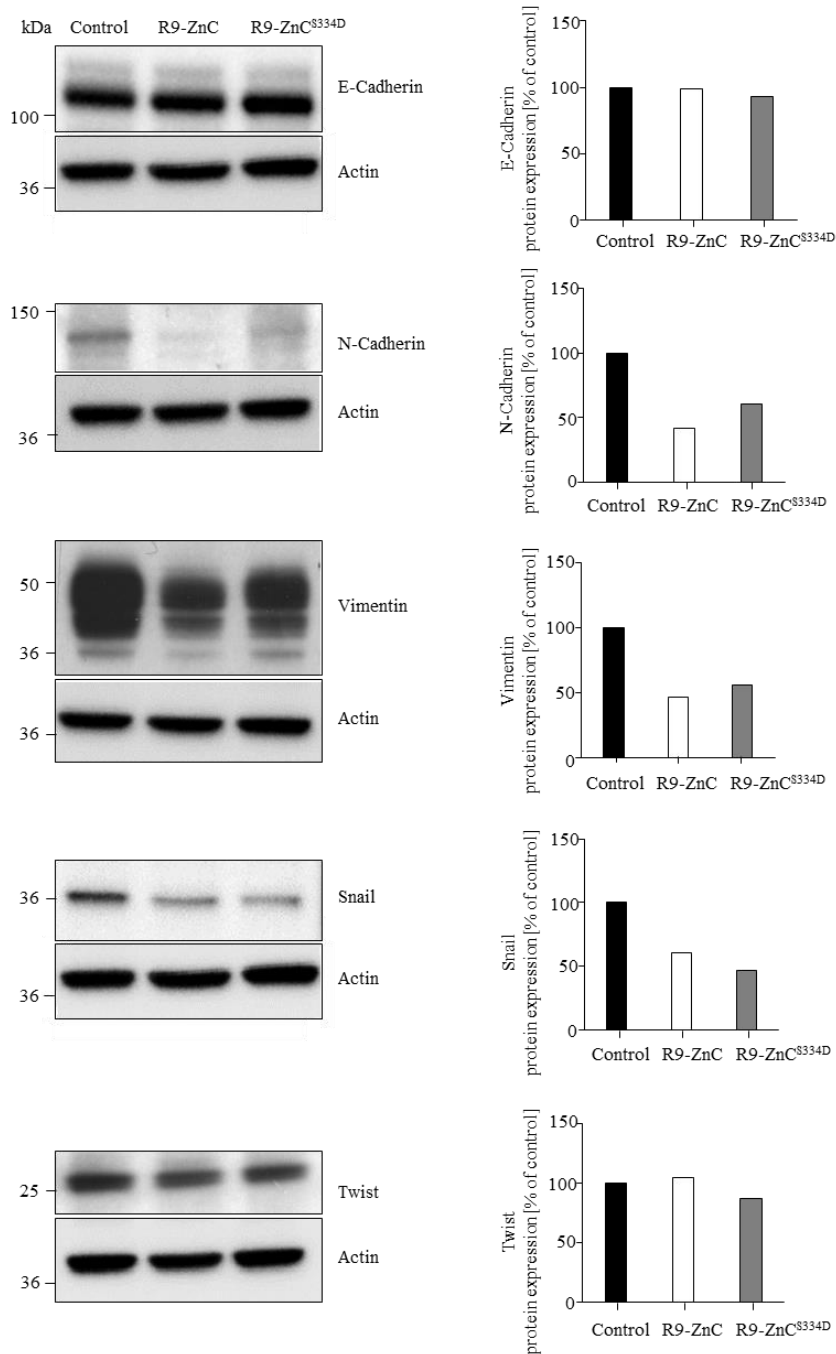 kDa Control R9-ZnC R9-ZnC^S334D
E-Cadherin
100
Actin
36
E-Cadherin
protein expression [% of control]
150
100
50
0
Control R9-ZnC R9-ZnC^S334D
150
N-Cadherin
Actin
36
N-Cadherin
protein expression [% of control]
150
100
50
0
Control R9-ZnC R9-ZnC^S334D
50
Vimentin
36
Actin
36
Vimentin
protein expression [% of control]
150
100
50
0
Control R9-ZnC R9-ZnC^S334D
36
Snail
Actin
36
Snail
protein expression [% of control]
150
100
50
0
Control R9-ZnC R9-ZnC^S334D
25
Twist
Actin
36
Twist
protein expression [% of control]
150
100
50
0
Control R9-ZnC R9-ZnC^S334D